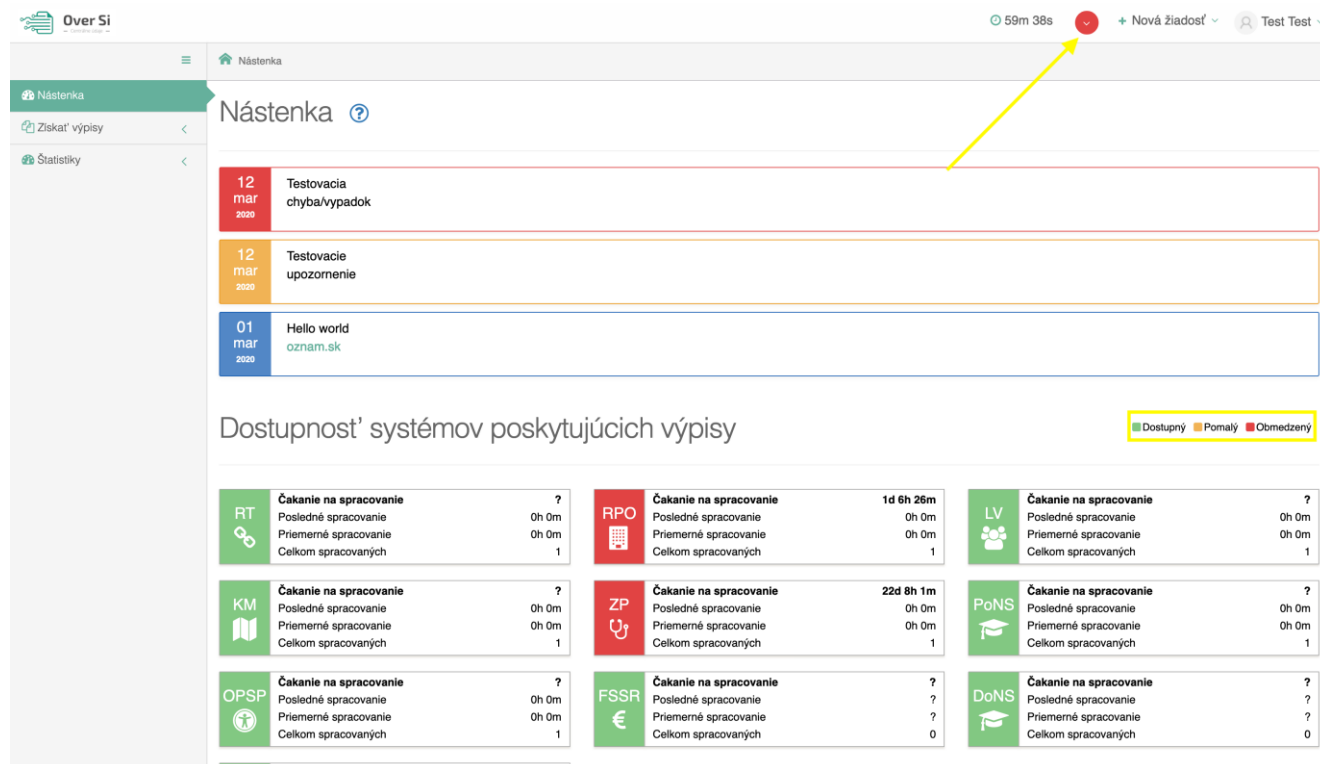 Over Si
59m 38s
+ Nová žiadosť
Test Test
Nástenka
Nástenka
Získať výpisy
Štatistiky
Nástenka ?
12
mar
2020
Testovacia
chyba/vypadok
12
mar
2020
Testovacie
upozornenie
01
mar
2020
Hello world
oznam.sk
Dostupnosť systémov poskytujúcich výpisy
Dostupný Pomalý Obmedzený
RT
Čakanie na spracovanie ?
Posledné spracovanie 0h 0m
Priemerné spracovanie 0h 0m
Celkom spracovaných 1
RPO
Čakanie na spracovanie 1d 6h 26m
Posledné spracovanie 0h 0m
Priemerné spracovanie 0h 0m
Celkom spracovaných 1
LV
Čakanie na spracovanie ?
Posledné spracovanie 0h 0m
Priemerné spracovanie 0h 0m
Celkom spracovaných 1
KM
Čakanie na spracovanie ?
Posledné spracovanie 0h 0m
Priemerné spracovanie 0h 0m
Celkom spracovaných 1
ZP
Čakanie na spracovanie 22d 8h 1m
Posledné spracovanie 0h 0m
Priemerné spracovanie 0h 0m
Celkom spracovaných 1
PoNS
Čakanie na spracovanie ?
Posledné spracovanie 0h 0m
Priemerné spracovanie 0h 0m
Celkom spracovaných 1
OPSP
Čakanie na spracovanie ?
Posledné spracovanie 0h 0m
Priemerné spracovanie 0h 0m
Celkom spracovaných 1
FSSR
€
Čakanie na spracovanie ?
Posledné spracovanie ?
Priemerné spracovanie ?
Celkom spracovaných 0
DoNS
Čakanie na spracovanie ?
Posledné spracovanie ?
Priemerné spracovanie ?
Celkom spracovaných 0